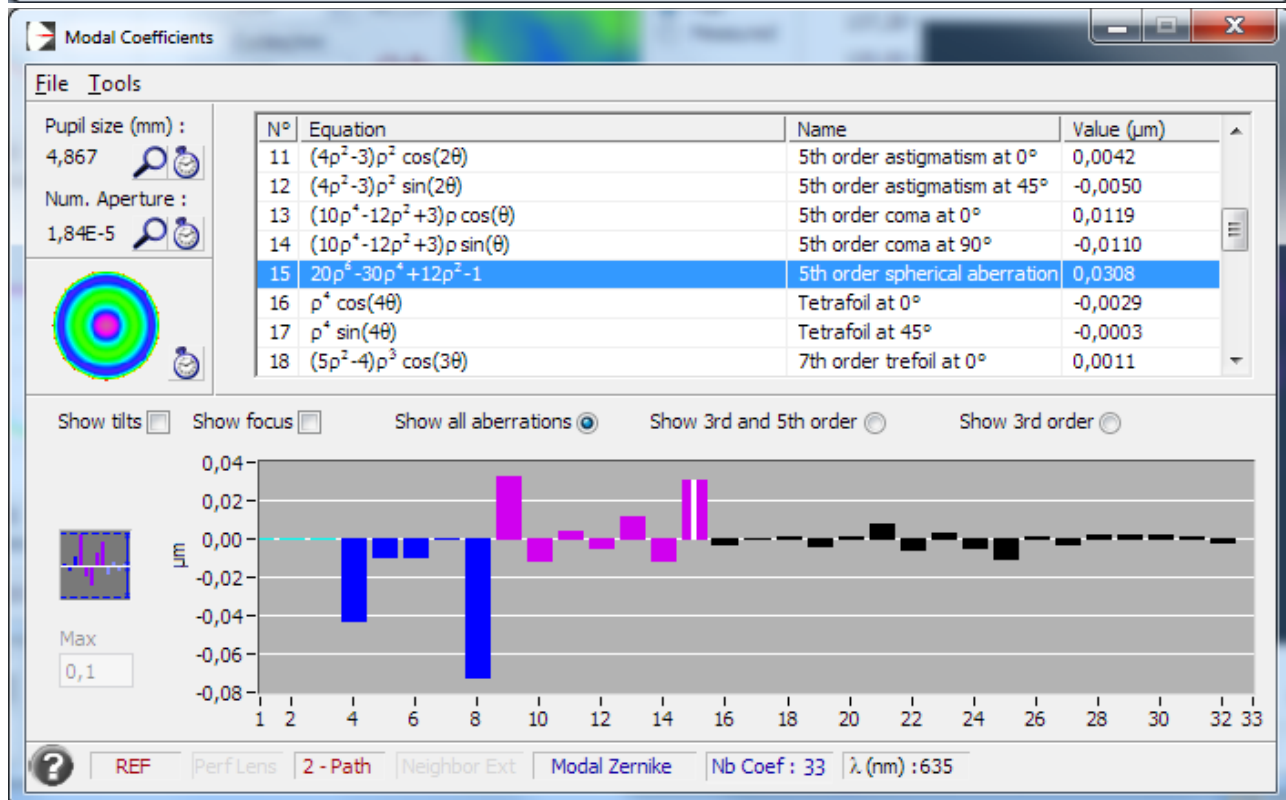 Modal Coefficients
File Tools
Pupil size (mm) :
4,867
Num. Aperture :
1,84E-5
N° Equation Name Value (µm)
11 (4ρ²-3)ρ² cos(2θ) 5th order astigmatism at 0° 0,0042
12 (4ρ²-3)ρ² sin(2θ) 5th order astigmatism at 45° -0,0050
13 (10ρ⁴-12ρ²+3)ρ cos(θ) 5th order coma at 0° 0,0119
14 (10ρ⁴-12ρ²+3)ρ sin(θ) 5th order coma at 90° -0,0110
15 20ρ⁶-30ρ⁴+12ρ²-1 5th order spherical aberration 0,0308
16 ρ⁴ cos(4θ) Tetrafoil at 0° -0,0029
17 ρ⁴ sin(4θ) Tetrafoil at 45° -0,0003
18 (5ρ²-4)ρ³ cos(3θ) 7th order trefoil at 0° 0,0011
Show tilts Show focus Show all aberrations Show 3rd and 5th order Show 3rd order
0,04
0,02
0,00
-0,02
-0,04
-0,06
-0,08
µm
Max
0,1
1 2 4 6 8 10 12 14 16 18 20 22 24 26 28 30 32 33
? REF Perf Lens 2 - Path Neighbor Ext Modal Zernike Nb Coef : 33 λ (nm) :635